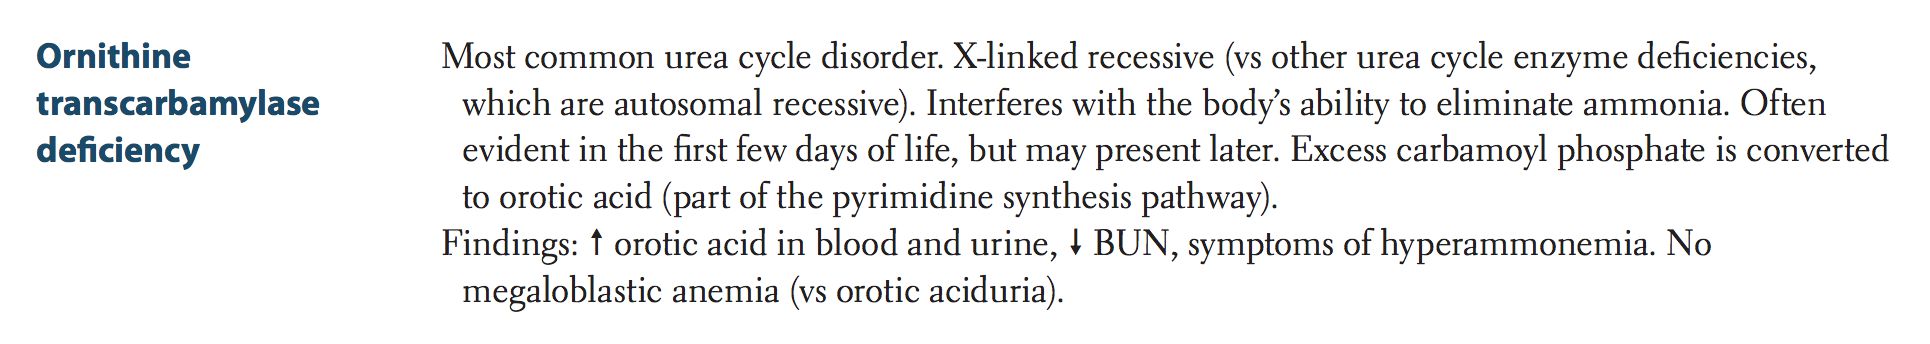 Ornithine
transcarbamylase
deficiency
Most common urea cycle disorder. X-linked recessive (vs other urea cycle enzyme deficiencies,
which are autosomal recessive). Interferes with the body’s ability to eliminate ammonia. Often
evident in the first few days of life, but may present later. Excess carbamoyl phosphate is converted
to orotic acid (part of the pyrimidine synthesis pathway).
Findings: ↑ orotic acid in blood and urine, ↓ BUN, symptoms of hyperammonemia. No
megaloblastic anemia (vs orotic aciduria).